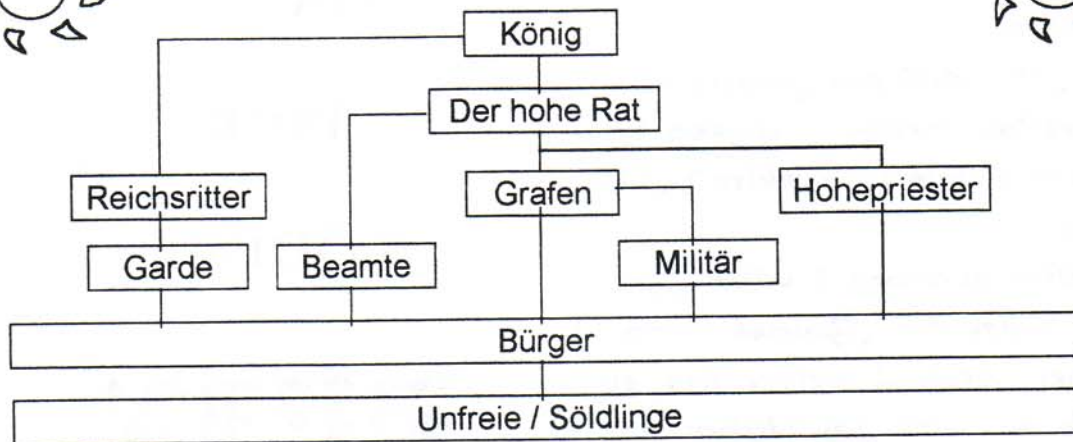 König
Der hohe Rat
Reichsritter
Grafen
Hohepriester
Garde
Beamte
Militär
Bürger
Unfreie / Söldlinge